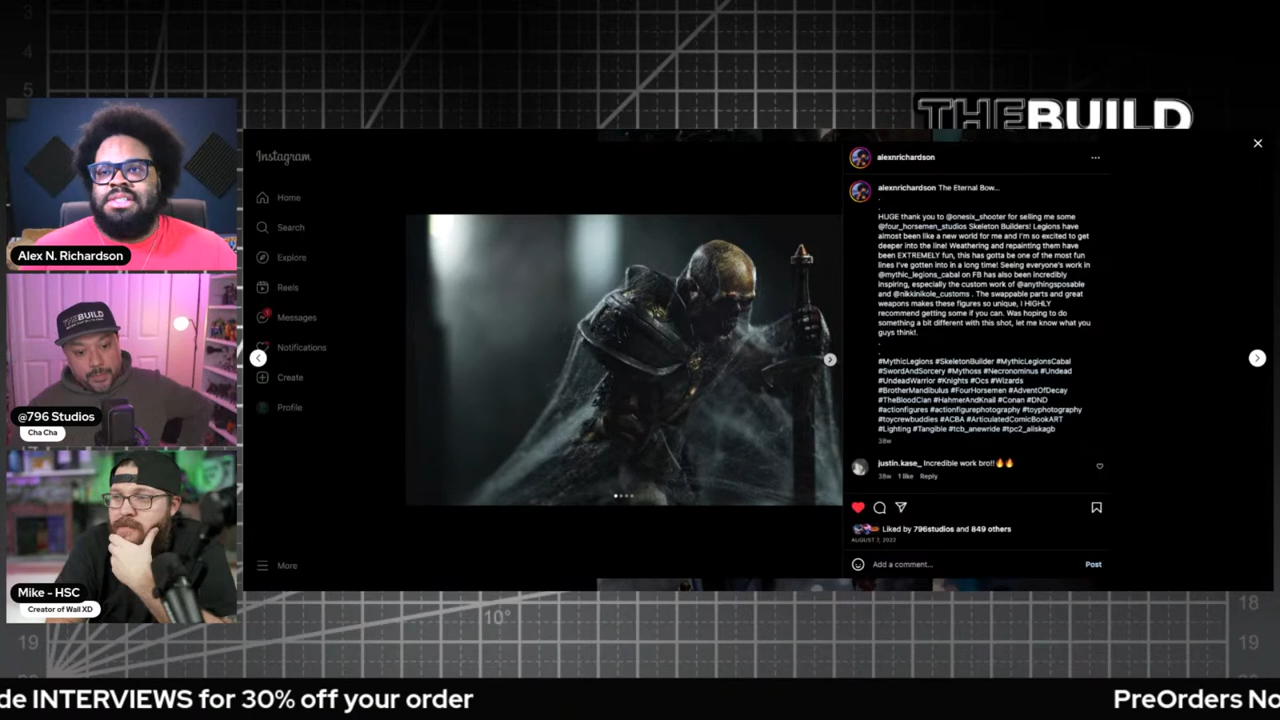 3
4
5
THEBUILD
Instagram
Home
Search
Explore
Reels
Messages
Notifications
Create
Profile
More
Alex N. Richardson
THEBUILD
@796 Studios
Cha Cha
Mike - HSC
Creator of Wall XD
alexnrichardson
alexnrichardson The Eternal Bow...
.
.
HUGE thank you to @onesix_shooter for selling me some
@four_horsemen_studios Skeleton Builders! Legions have
almost been like a new world for me and I'm so excited to get
deeper into the line! Weathering and repainting them have
been EXTREMELY fun, this has gotta be one of the most fun
lines I've gotten into in a long time! Seeing everyone's work in
@mythic_legions_cabal on FB has also been incredibly
inspiring, especially the custom work of @anythingsposable
and @nikkinikole_customs . The swappable parts and great
weapons makes these figures so unique, I HIGHLY
recommend getting some if you can. Was hoping to do
something a bit different with this shot, let me know what you
guys think!.
.
.
#MythicLegions #SkeletonBuilder #MythicLegionsCabal
#SwordAndSorcery #Mythoss #Necronominus #Undead
#UndeadWarrior #Knights #Ocs #Wizards
#BrotherMandibulus #FourHorsemen #AdventOfDecay
#TheBloodClan #HahmerAndKnail #Conan #DND
#actionfigures #actionfigurephotography #toyphotography
#toycrewbuddies #ACBA #ArticulatedComicBookART
#Lighting #Tangible #tcb_anewride #tpc2_aliskagb
38w
justin.kase_ Incredible work bro!!🔥🔥
38w 1 like Reply
Liked by 796studios and 849 others
AUGUST 7, 2022
Add a comment... Post
10°
18
19
19
de INTERVIEWS for 30% off your order
PreOrders No